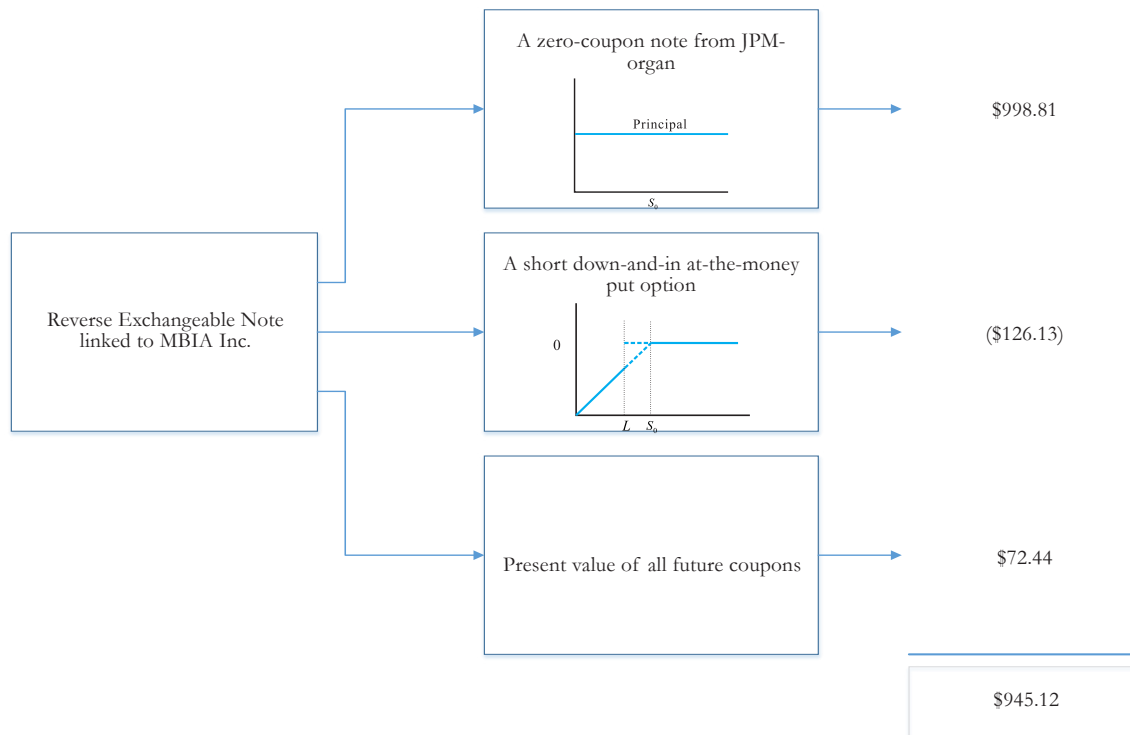 A zero-coupon note from JPM-
organ
Principal
S₀
$998.81
Reverse Exchangeable Note
linked to MBIA Inc.
A short down-and-in at-the-money
put option
0
L S₀
($126.13)
Present value of all future coupons
$72.44
$945.12